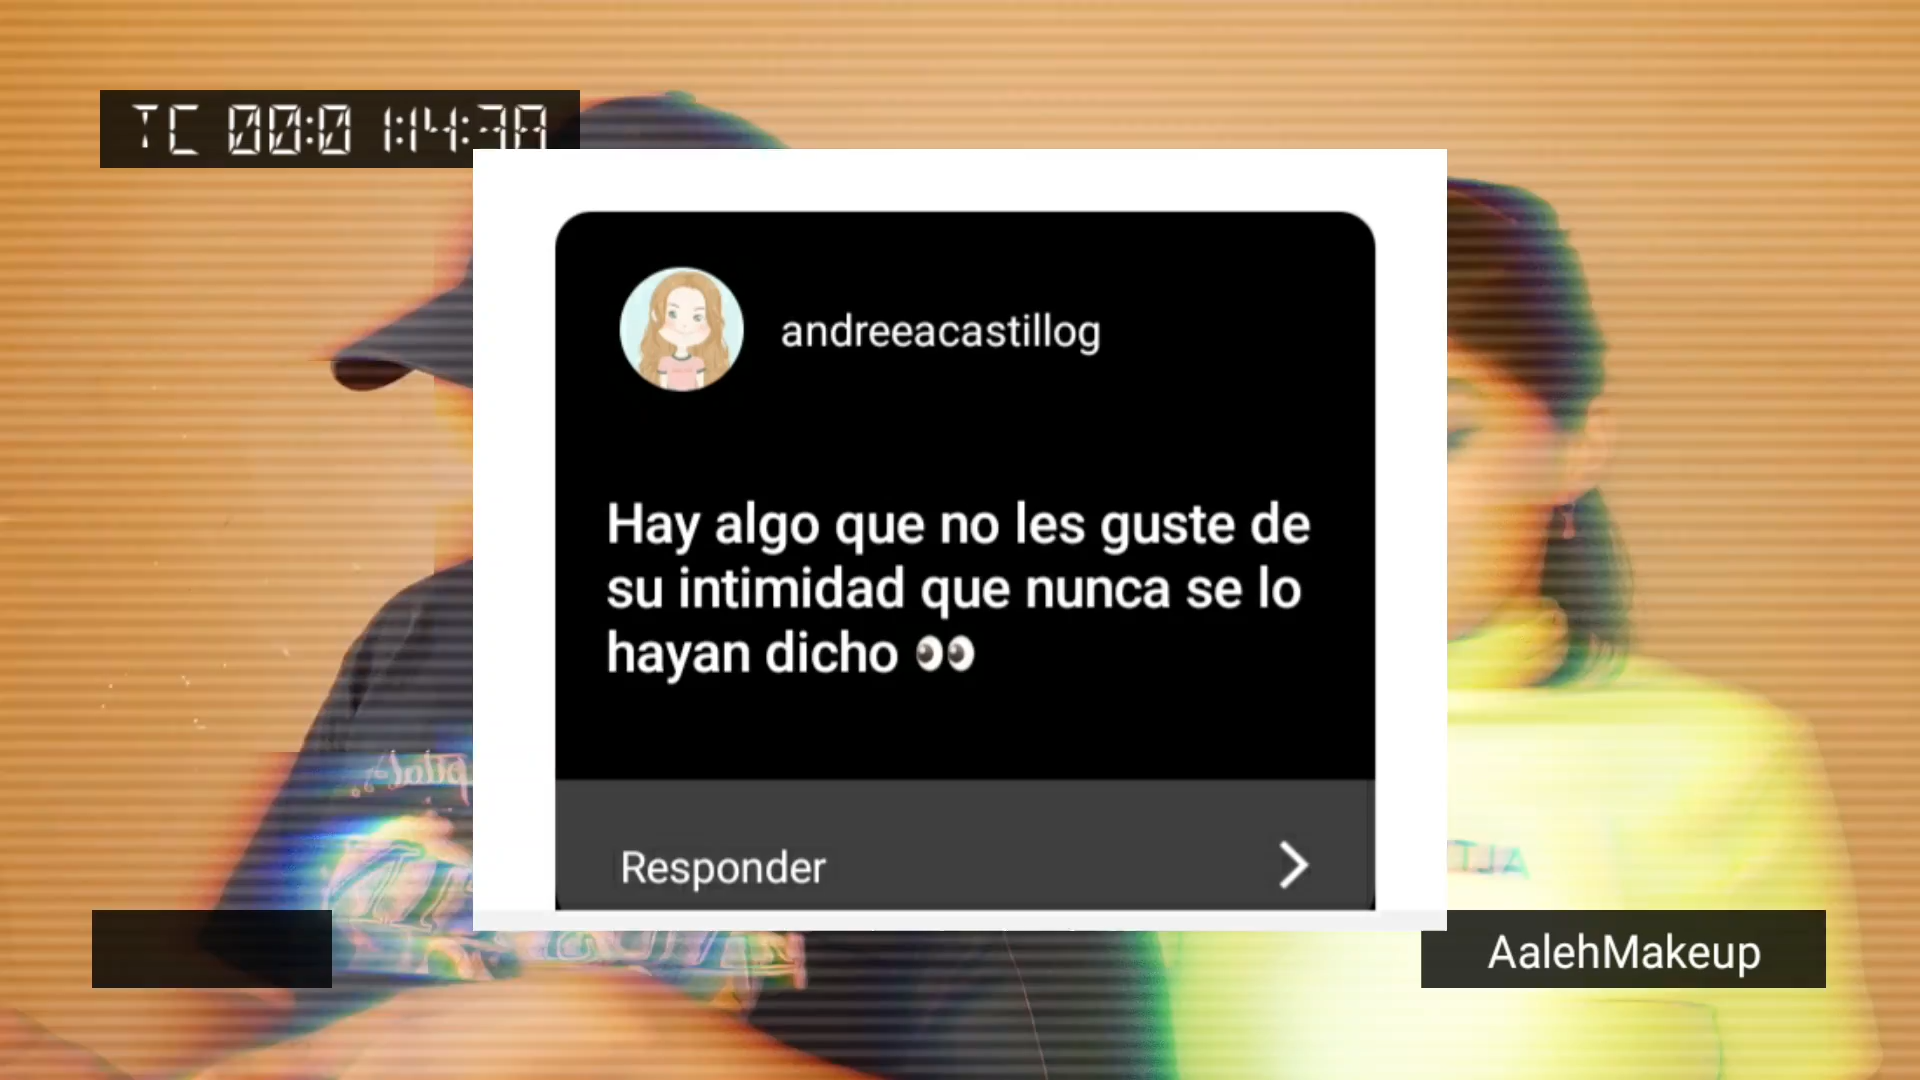 TC 00:0 1:14:38
andreeacastillog
Hay algo que no les guste de
su intimidad que nunca se lo
hayan dicho 👀
Responder
AalehMakeup